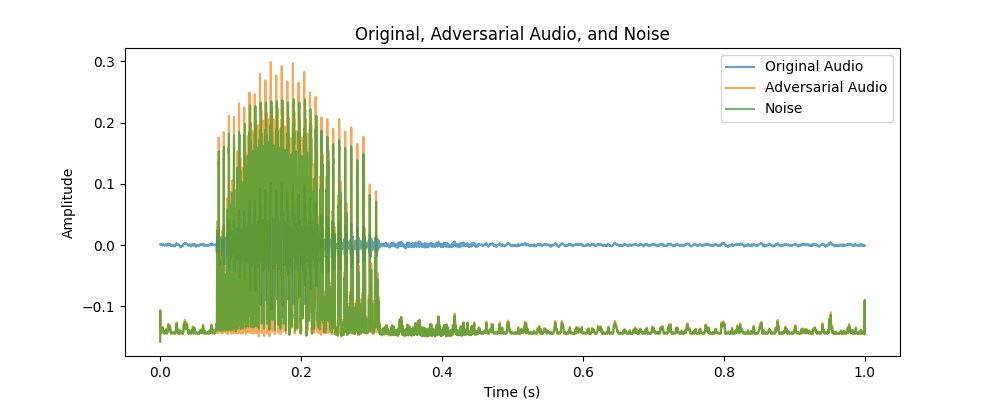 Original, Adversarial Audio, and Noise
Original Audio
Adversarial Audio
Noise
Amplitude
0.3
0.2
0.1
0.0
−0.1
0.0 0.2 0.4 0.6 0.8 1.0
Time (s)